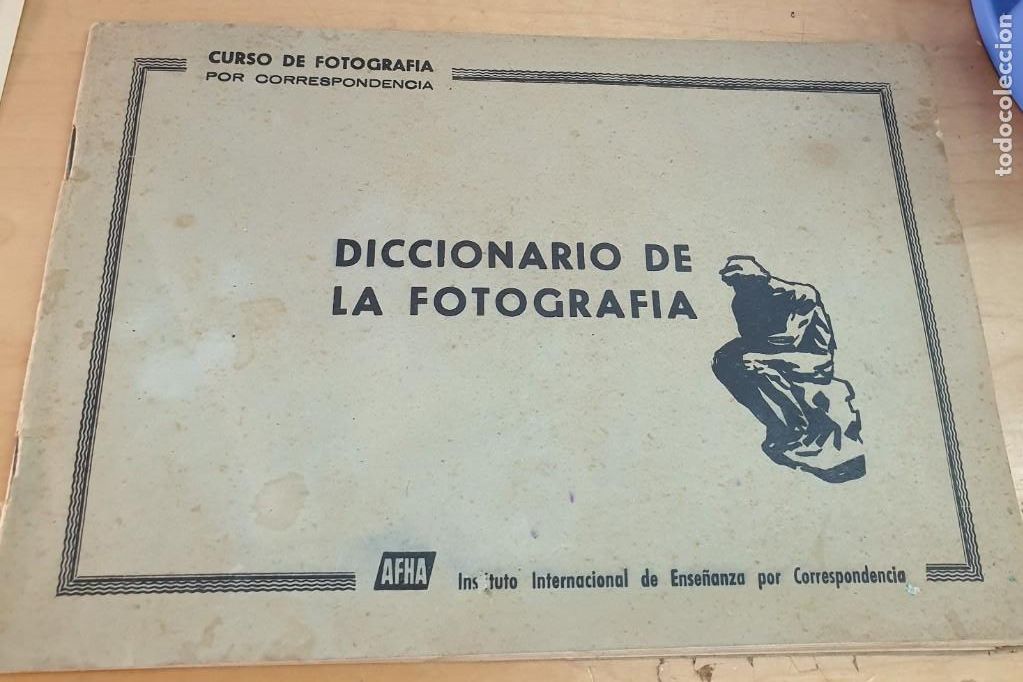 CURSO DE FOTOGRAFIA
POR CORRESPONDENCIA
DICCIONARIO DE
LA FOTOGRAFIA
AFHA
Instituto Internacional de Enseñanza por Correspondencia
todocoleccion